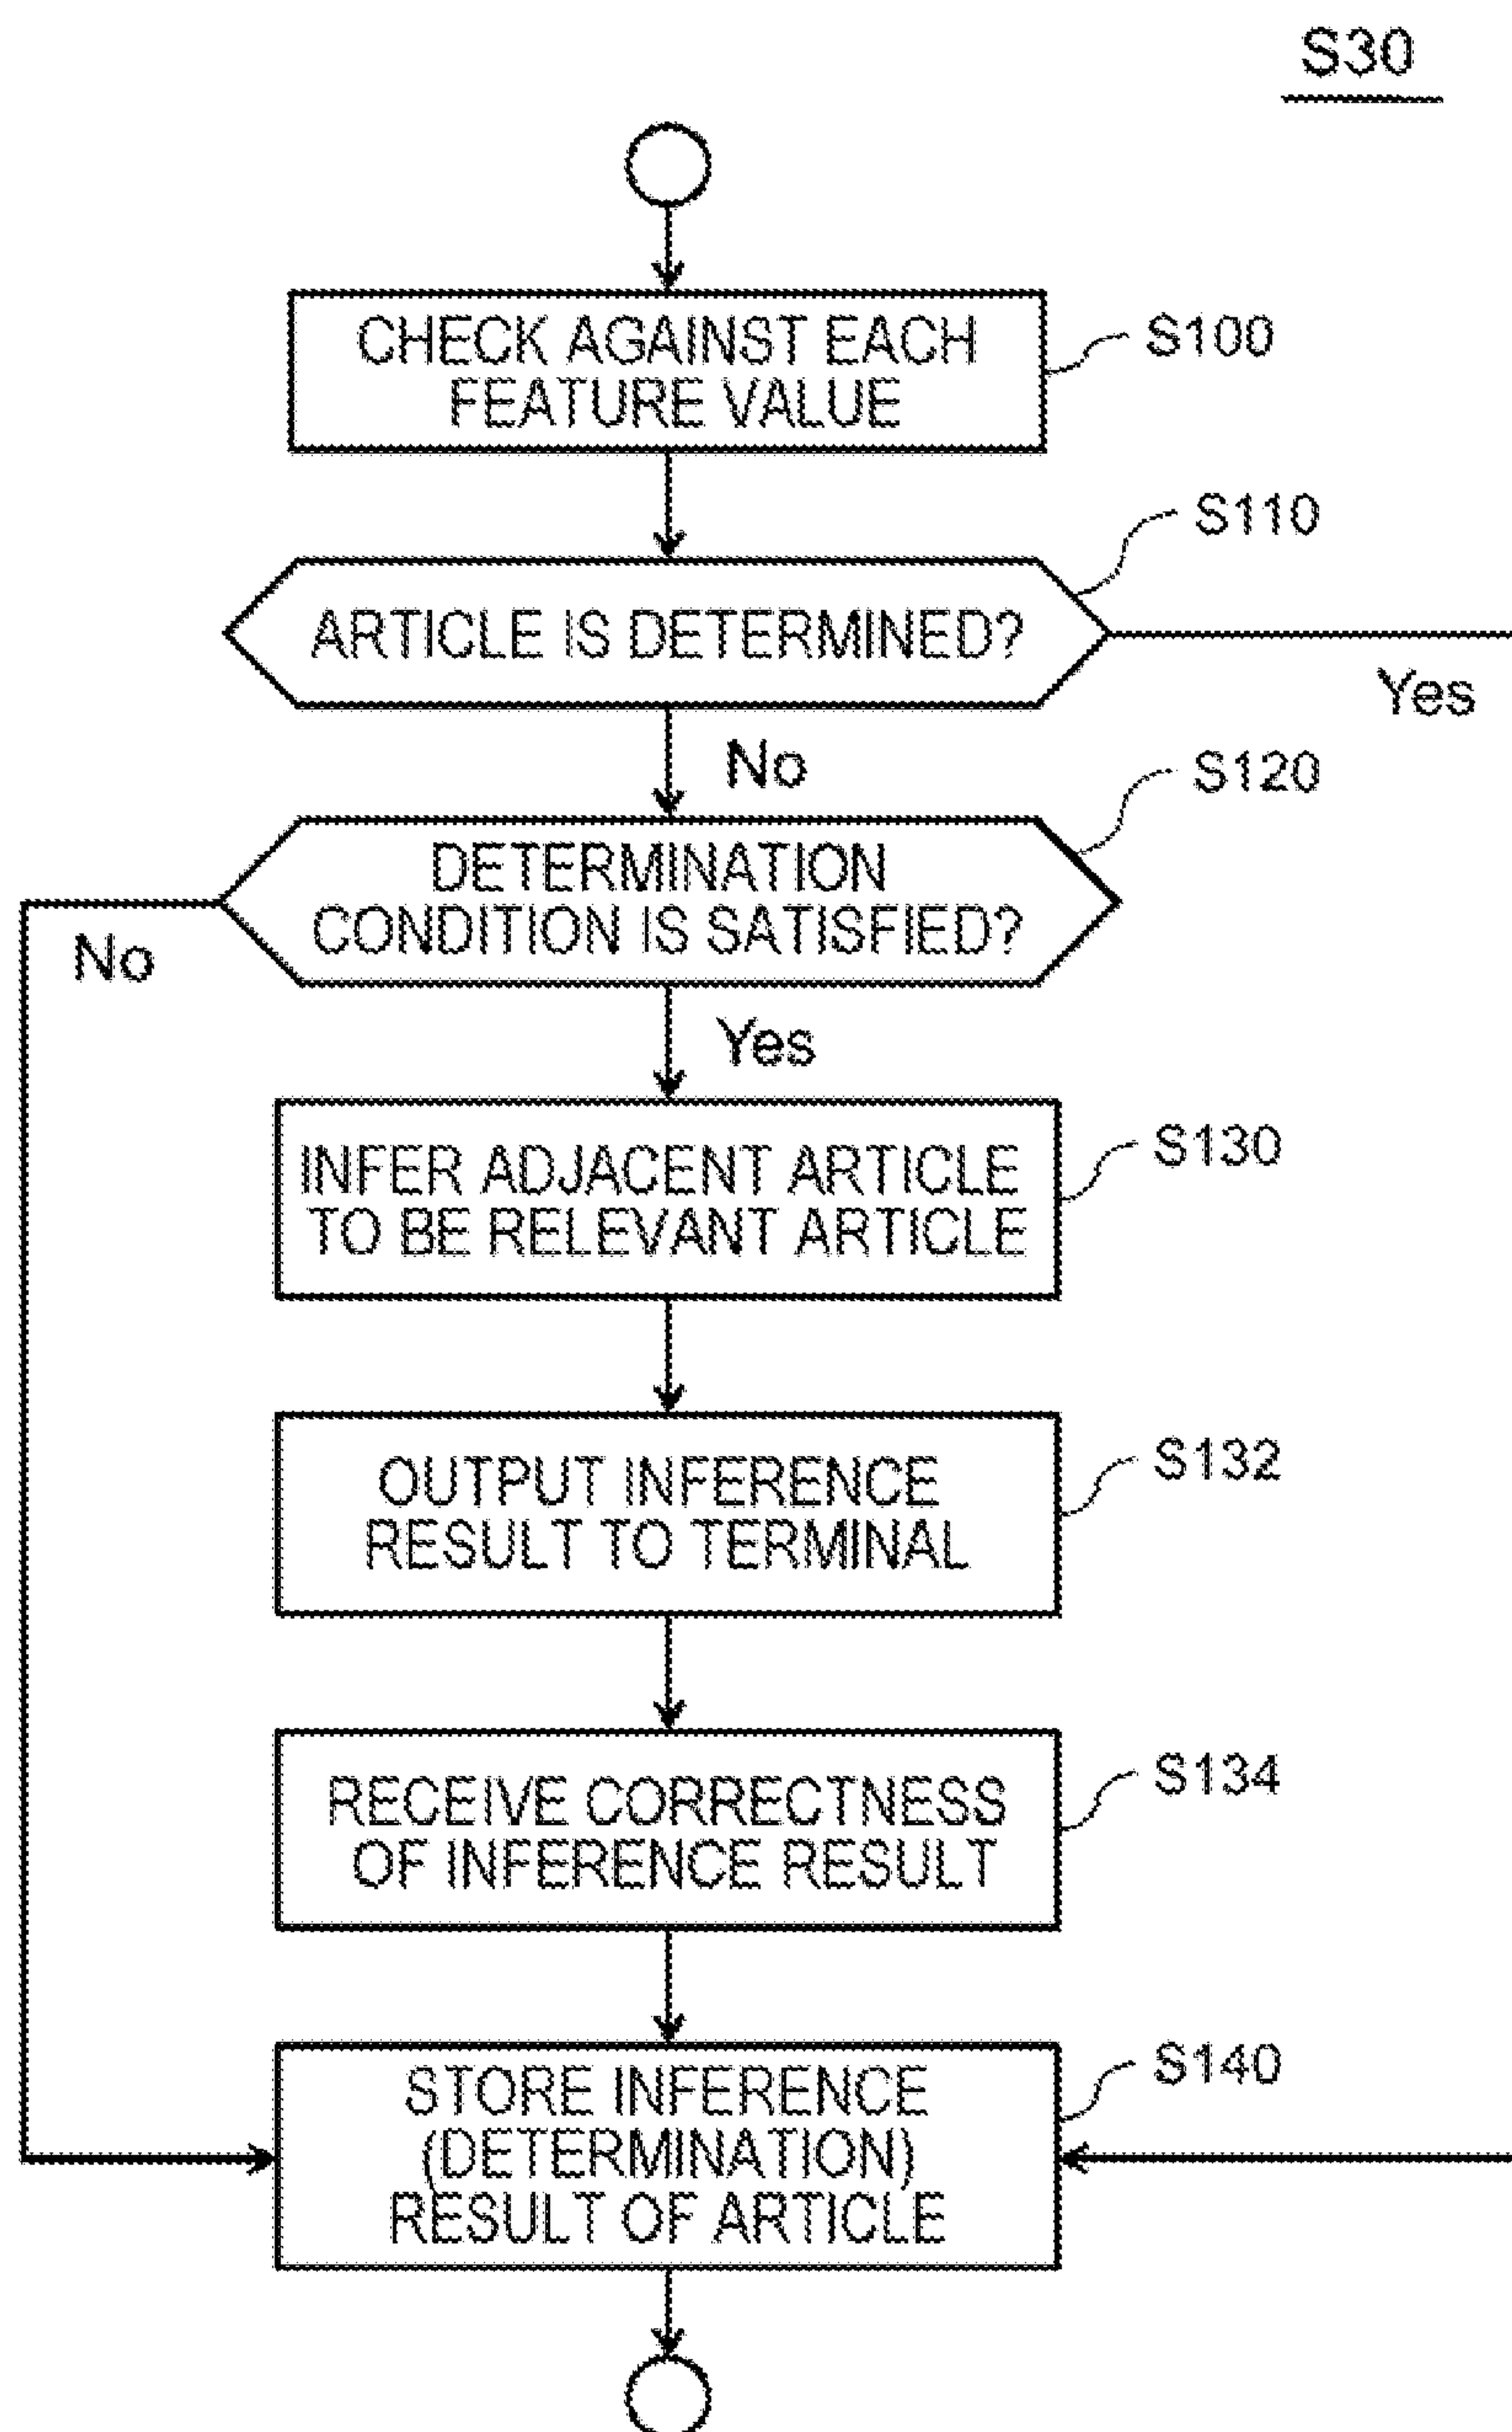 S30
CHECK AGAINST EACH
FEATURE VALUE
S100
S110
ARTICLE IS DETERMINED?
Yes
No
S120
DETERMINATION
CONDITION IS SATISFIED?
No
Yes
S130
INFER ADJACENT ARTICLE
TO BE RELEVANT ARTICLE
S132
OUTPUT INFERENCE
RESULT TO TERMINAL
S134
RECEIVE CORRECTNESS
OF INFERENCE RESULT
S140
STORE INFERENCE
(DETERMINATION)
RESULT OF ARTICLE